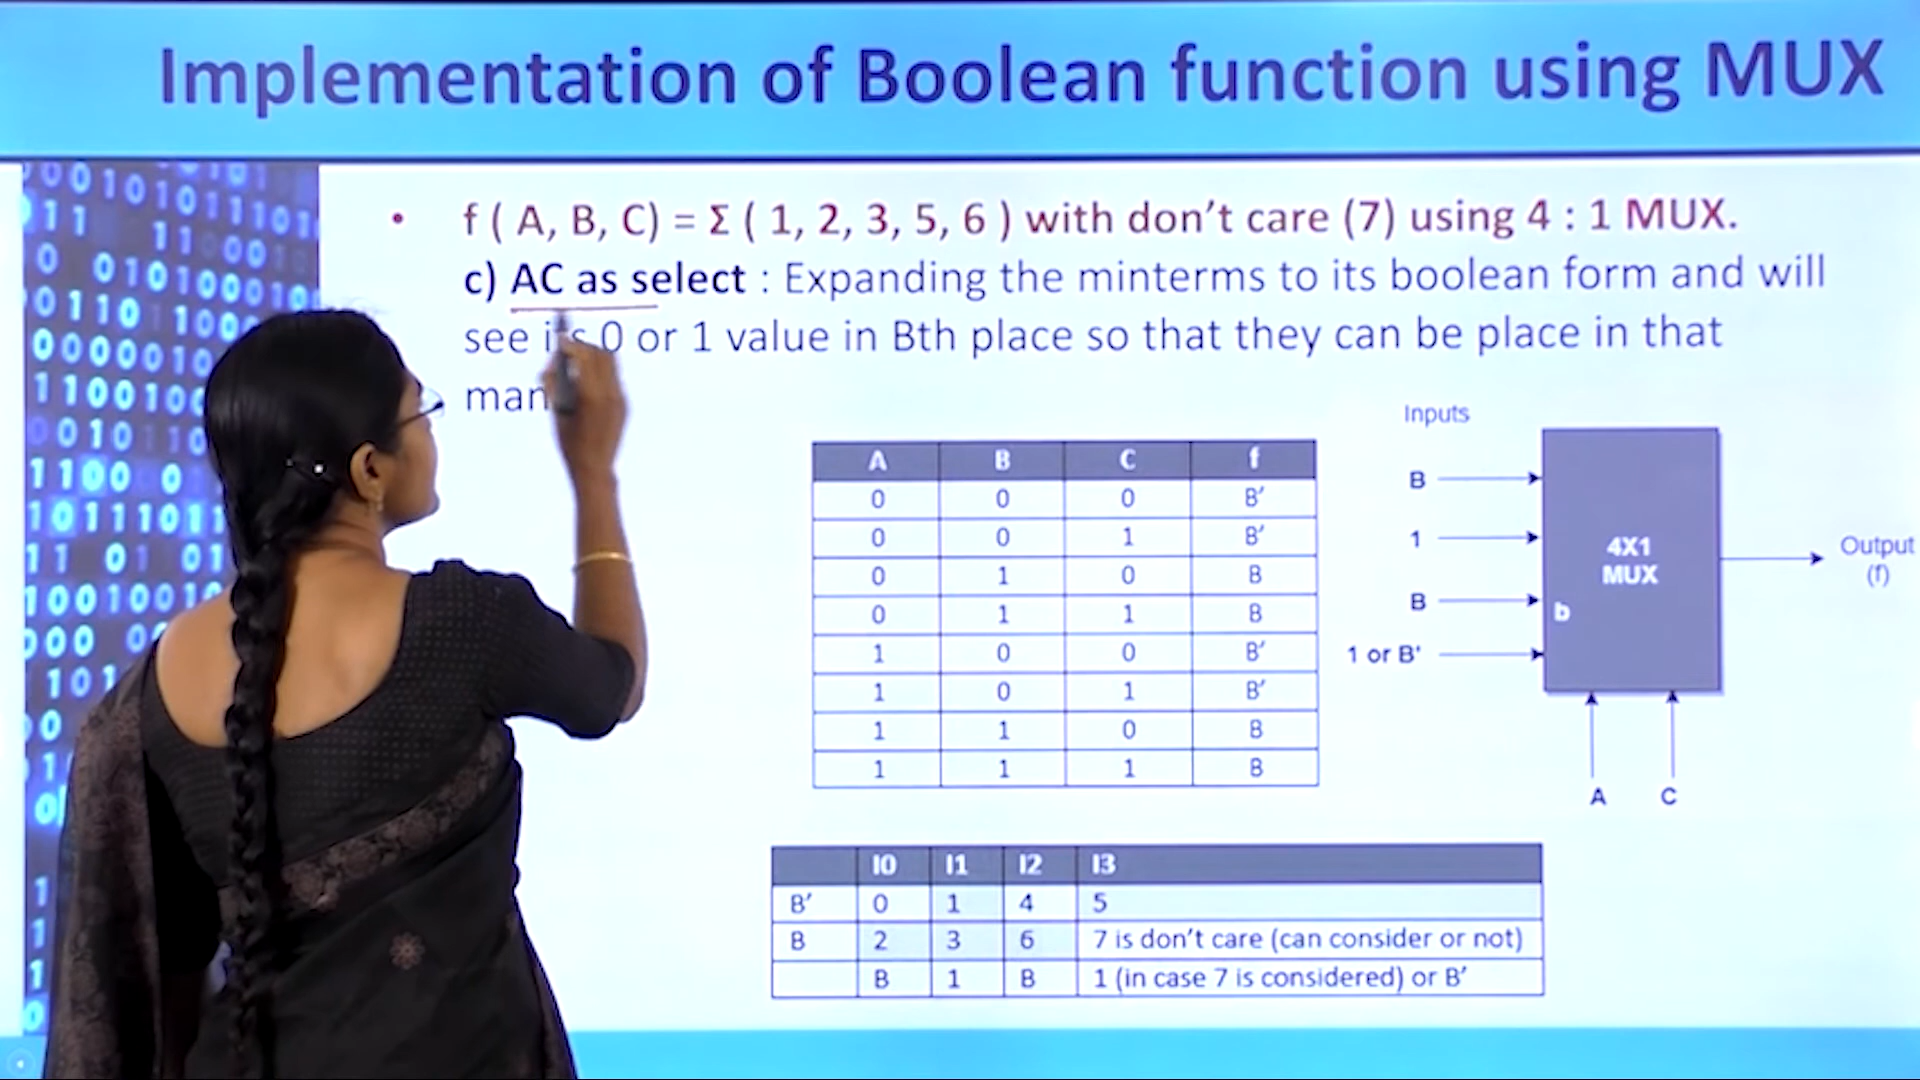 Implementation of Boolean function using MUX
• f ( A, B, C) = Σ ( 1, 2, 3, 5, 6 ) with don’t care (7) using 4 : 1 MUX.
c) AC as select : Expanding the minterms to its boolean form and will
see its 0 or 1 value in Bth place so that they can be place in that
man
A B C f
0 0 0 B’
0 0 1 B’
0 1 0 B
0 1 1 B
1 0 0 B’
1 0 1 B’
1 1 0 B
1 1 1 B
Inputs
B
1
B
1 or B'
4X1
MUX
b
Output
(f)
A C
I0 I1 I2 I3
B’ 0 1 4 5
B 2 3 6 7 is don’t care (can consider or not)
B 1 B 1 (in case 7 is considered) or B’